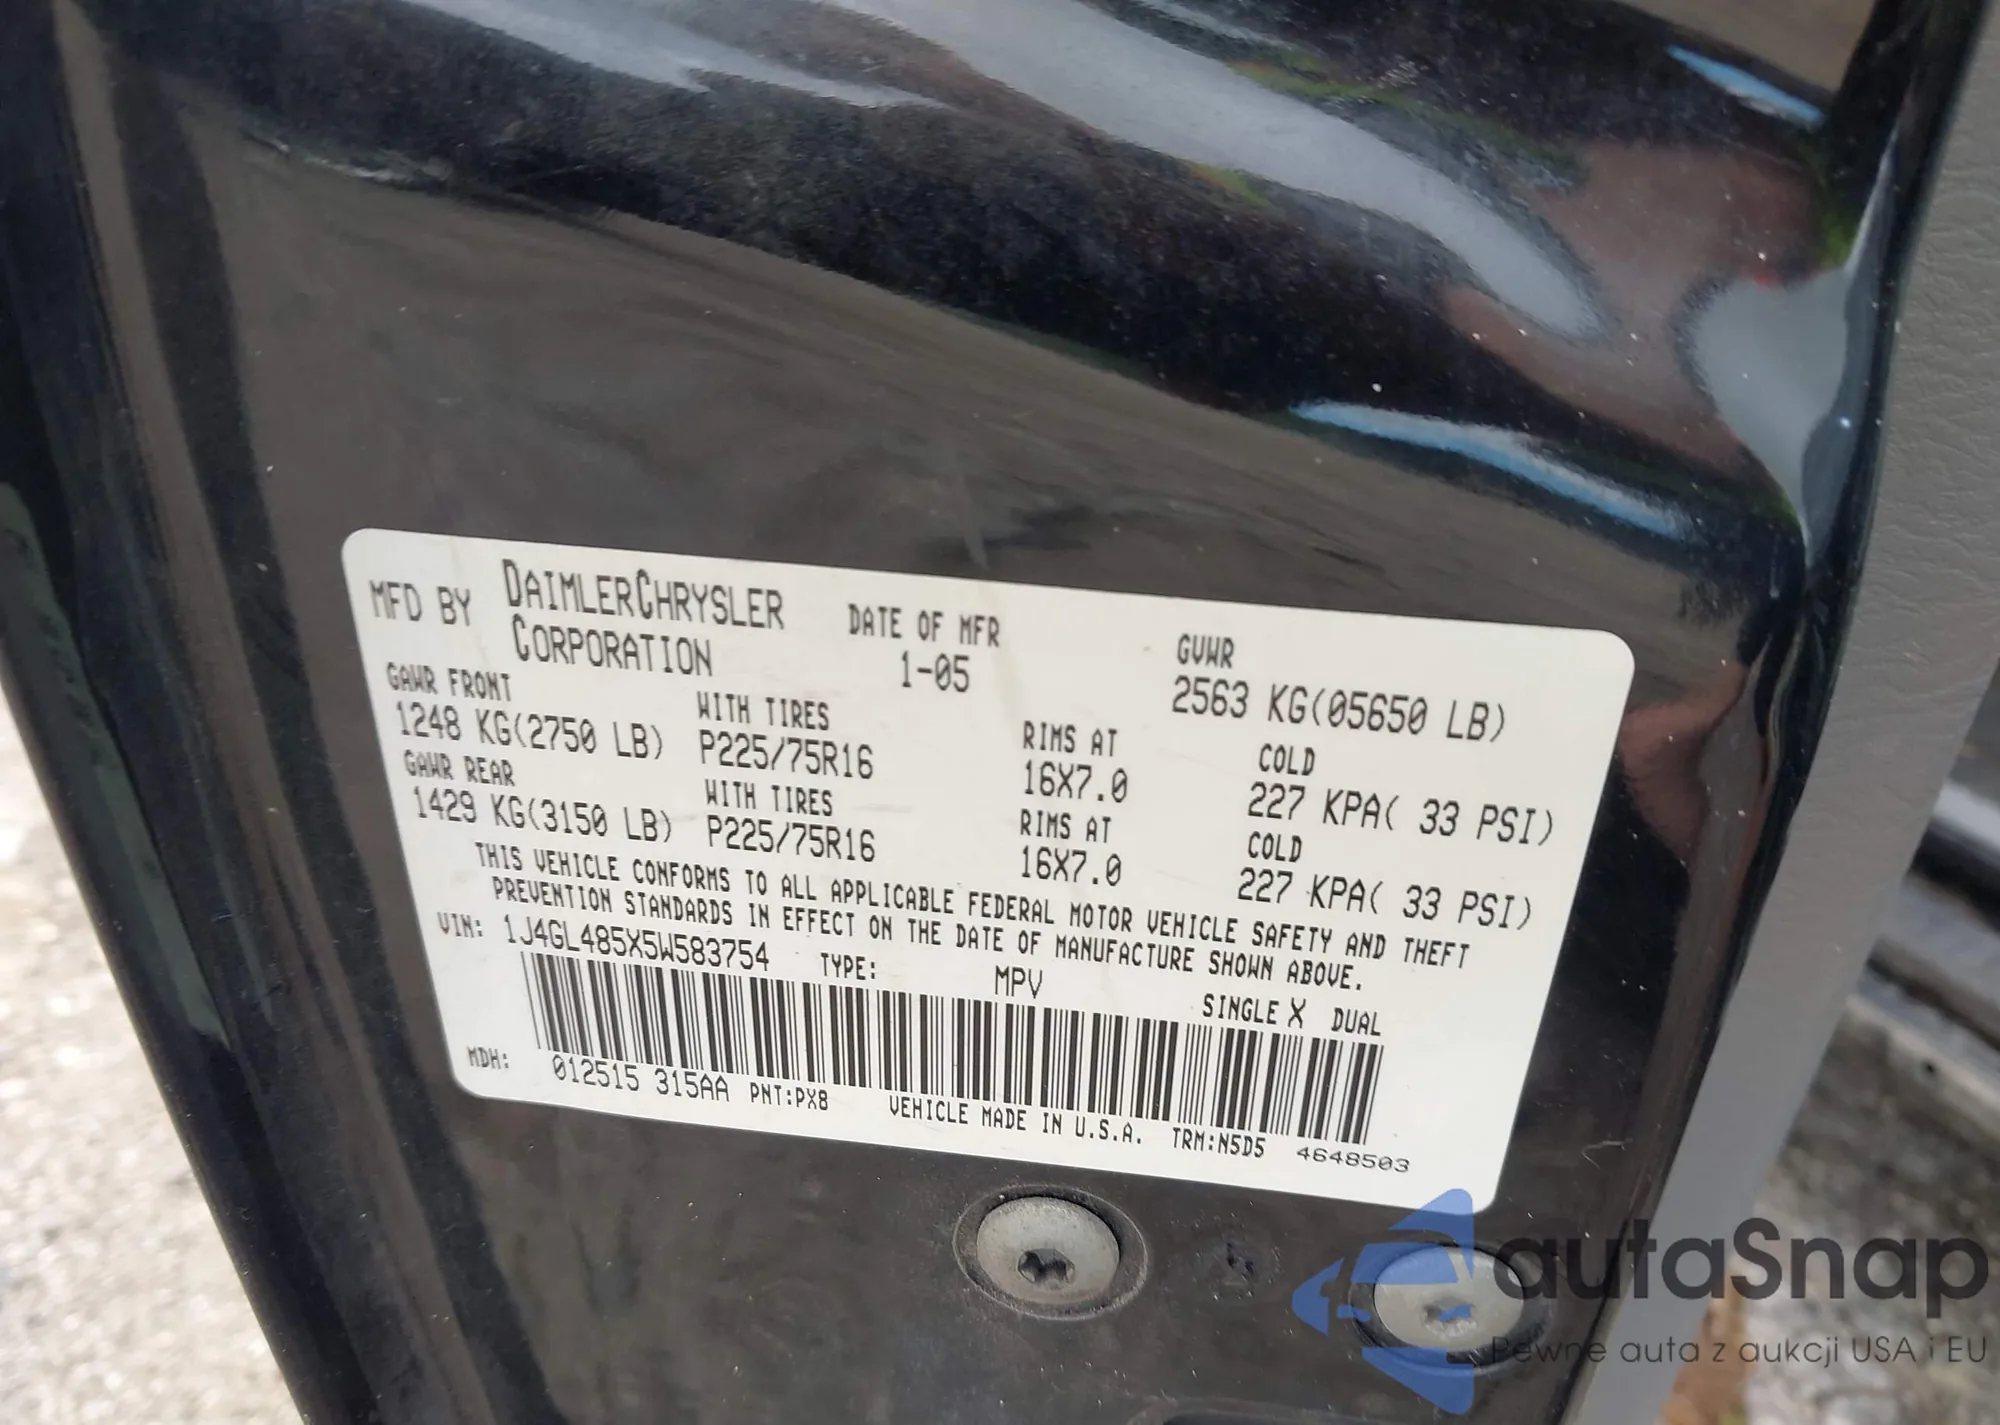 MFD BY DAIMLERCHRYSLER CORPORATION DATE OF MFR 1-05 GVWR 2563 KG(05650 LB)
GAWR FRONT WITH TIRES RIMS AT COLD
1248 KG(2750 LB) P225/75R16 16X7.0 227 KPA( 33 PSI)
GAWR REAR WITH TIRES RIMS AT COLD
1429 KG(3150 LB) P225/75R16 16X7.0 227 KPA( 33 PSI)
THIS VEHICLE CONFORMS TO ALL APPLICABLE FEDERAL MOTOR VEHICLE SAFETY AND THEFT
PREVENTION STANDARDS IN EFFECT ON THE DATE OF MANUFACTURE SHOWN ABOVE.
VIN: 1J4GL485X5W583754 TYPE: MPV SINGLE X DUAL
MDH: 012515 315AA PNT:PX8 VEHICLE MADE IN U.S.A. TRM:N5D5 4648503
autaSnap
Pewne auta z aukcji USA i EU